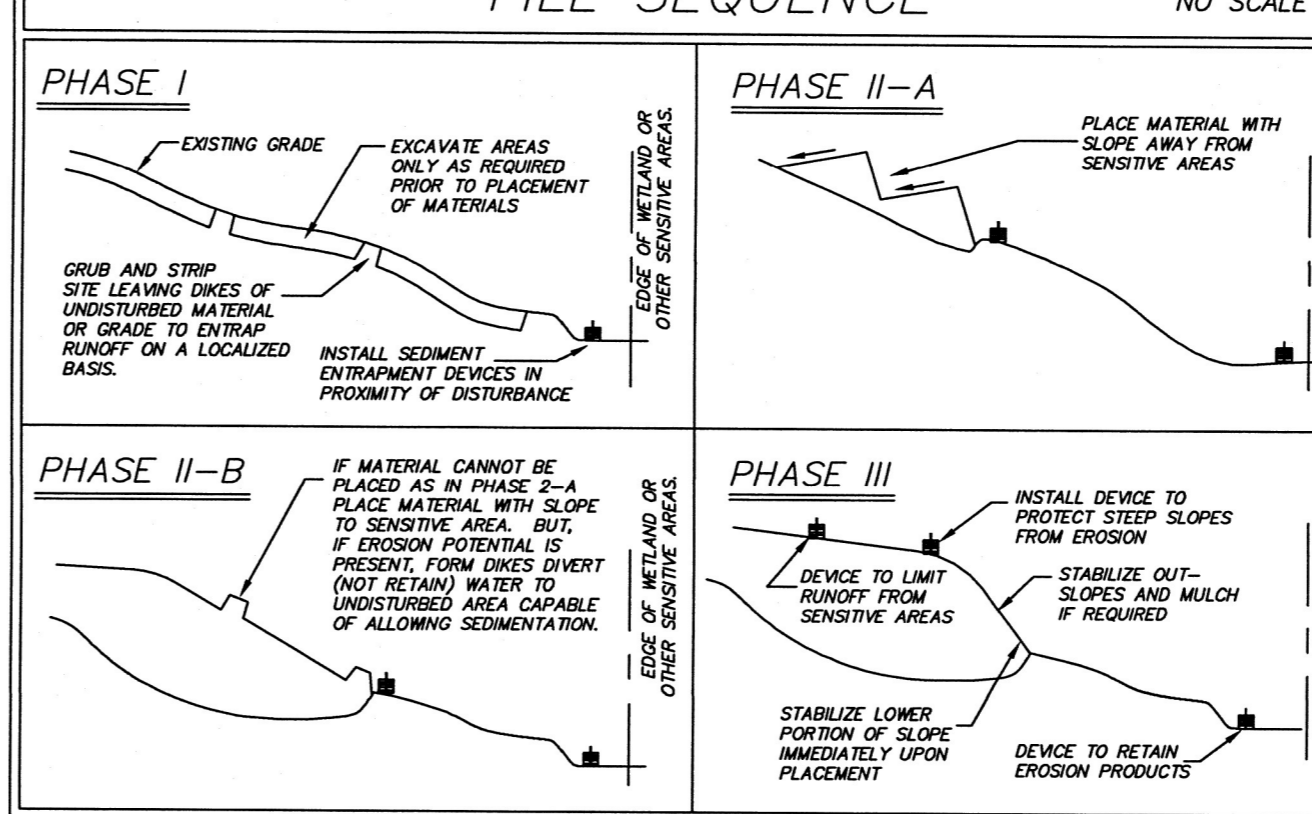 FILL SEQUENCE
NO SCALE
PHASE I
EXISTING GRADE
EXCAVATE AREAS
ONLY AS REQUIRED
PRIOR TO PLACEMENT
OF MATERIALS
GRUB AND STRIP
SITE LEAVING DIKES OF
UNDISTURBED MATERIAL
OR GRADE TO ENTRAP
RUNOFF ON A LOCALIZED
BASIS.
INSTALL SEDIMENT
ENTRAPMENT DEVICES IN
PROXIMITY OF DISTURBANCE
EDGE OF WETLAND OR
OTHER SENSITIVE AREAS.
PHASE II-A
PLACE MATERIAL WITH
SLOPE AWAY FROM
SENSITIVE AREAS
PHASE II-B
IF MATERIAL CANNOT BE
PLACED AS IN PHASE 2-A
PLACE MATERIAL WITH SLOPE
TO SENSITIVE AREA. BUT,
IF EROSION POTENTIAL IS
PRESENT, FORM DIKES DIVERT
(NOT RETAIN) WATER TO
UNDISTURBED AREA CAPABLE
OF ALLOWING SEDIMENTATION.
EDGE OF WETLAND OR
OTHER SENSITIVE AREAS.
PHASE III
INSTALL DEVICE TO
PROTECT STEEP SLOPES
FROM EROSION
DEVICE TO LIMIT
RUNOFF FROM
SENSITIVE AREAS
STABILIZE OUT-
SLOPES AND MULCH
IF REQUIRED
STABILIZE LOWER
PORTION OF SLOPE
IMMEDIATELY UPON
PLACEMENT
DEVICE TO RETAIN
EROSION PRODUCTS